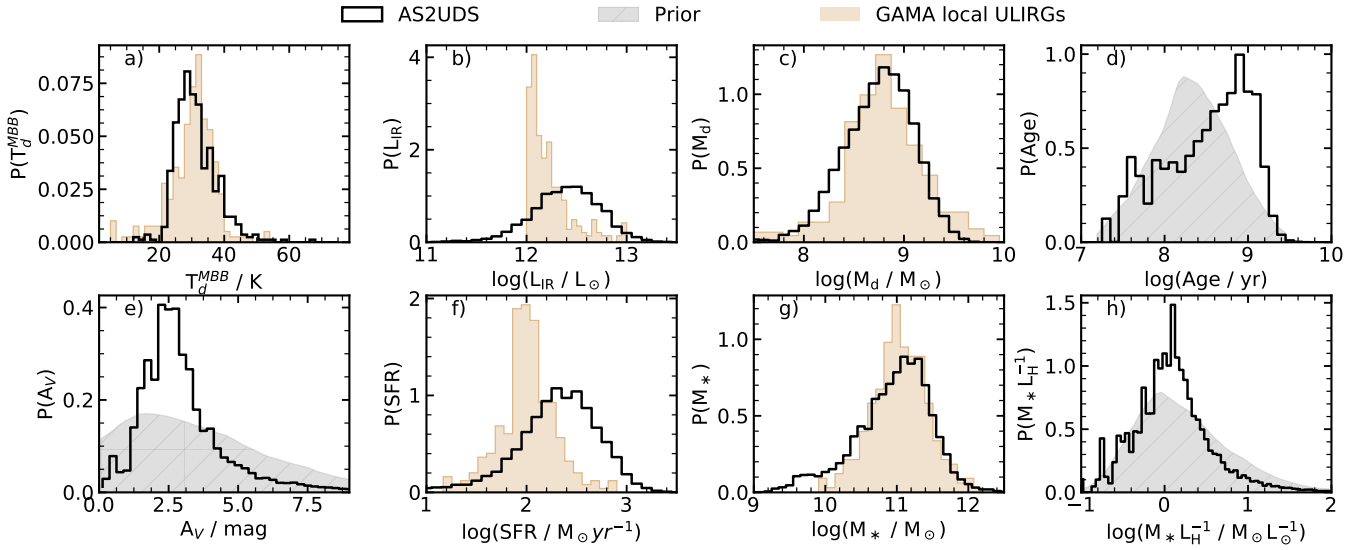 AS2UDS Prior GAMA local ULIRGs
a) b) c) d)
P(T_d^{MBB}) 0.000 0.025 0.050 0.075
P(L_{IR}) 0 2 4
P(M_d) 0.0 0.5 1.0
P(Age) 0.0 0.5 1.0
20 40 60
11 12 13
8 9 10
7 8 9 10
T_d^{MBB} / K
log(L_{IR} / L_⊙)
log(M_d / M_⊙)
log(Age / yr)
e) f) g) h)
P(A_V) 0.0 0.2 0.4
P(SFR) 0 1 2
P(M_*) 0.0 0.5 1.0
P(M_* L_H^{-1}) 0.0 0.5 1.0 1.5
0.0 2.5 5.0 7.5
1 2 3
9 10 11 12
−1 0 1 2
A_V / mag
log(SFR / M_⊙ yr^{−1})
log(M_* / M_⊙)
log(M_* L_H^{-1} / M_⊙ L_⊙^{-1})